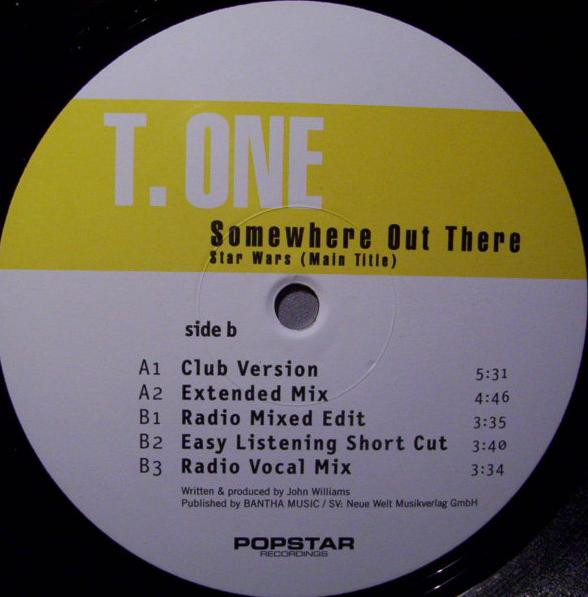 T. ONE
Somewhere Out There
Star Wars (Main Title)
side b
A1 Club Version 5:31
A2 Extended Mix 4:46
B1 Radio Mixed Edit 3:35
B2 Easy Listening Short Cut 3:40
B3 Radio Vocal Mix 3:34
Written & produced by John Williams
Published by BANTHA MUSIC / SV: Neue Welt Musikverlag GmbH
POPSTAR
RECORDINGS